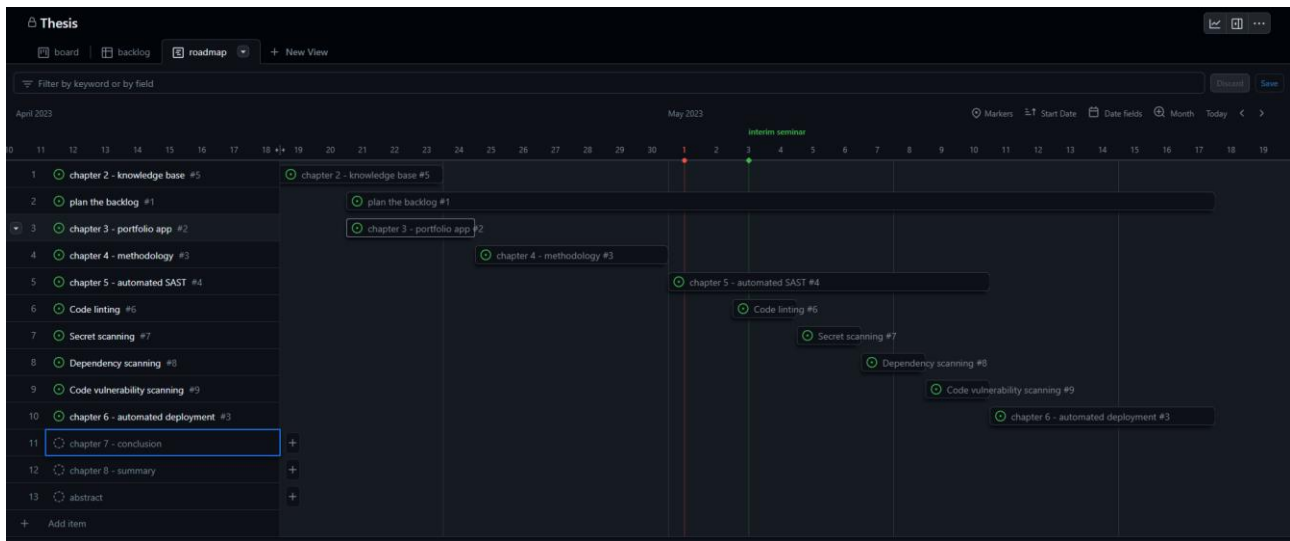 Thesis
board backlog roadmap + New View
Filter by keyword or by field Discard Save
April 2023 May 2023 Markers Start Date Date fields Month Today < >
interim seminar
10 11 12 13 14 15 16 17 18 19 20 21 22 23 24 25 26 27 28 29 30 1 2 3 4 5 6 7 8 9 10 11 12 13 14 15 16 17 18 19
1 chapter 2 - knowledge base #5 chapter 2 - knowledge base #5
2 plan the backlog #1 plan the backlog #1
3 chapter 3 - portfolio app #2 chapter 3 - portfolio app #2
4 chapter 4 - methodology #3 chapter 4 - methodology #3
5 chapter 5 - automated SAST #4 chapter 5 - automated SAST #4
6 Code linting #6 Code linting #6
7 Secret scanning #7 Secret scanning #7
8 Dependency scanning #8 Dependency scanning #8
9 Code vulnerability scanning #9 Code vulnerability scanning #9
10 chapter 6 - automated deployment #3 chapter 6 - automated deployment #3
11 chapter 7 - conclusion +
12 chapter 8 - summary +
13 abstract +
+ Add item